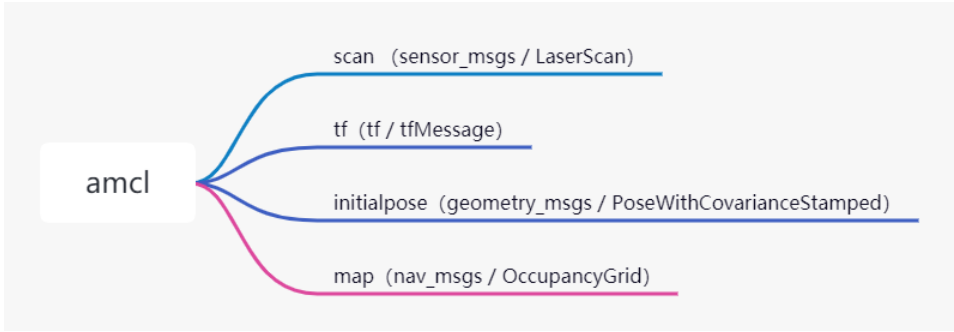 scan （sensor_msgs / LaserScan）
tf（tf / tfMessage）
amcl
initialpose（geometry_msgs / PoseWithCovarianceStamped）
map（nav_msgs / OccupancyGrid）